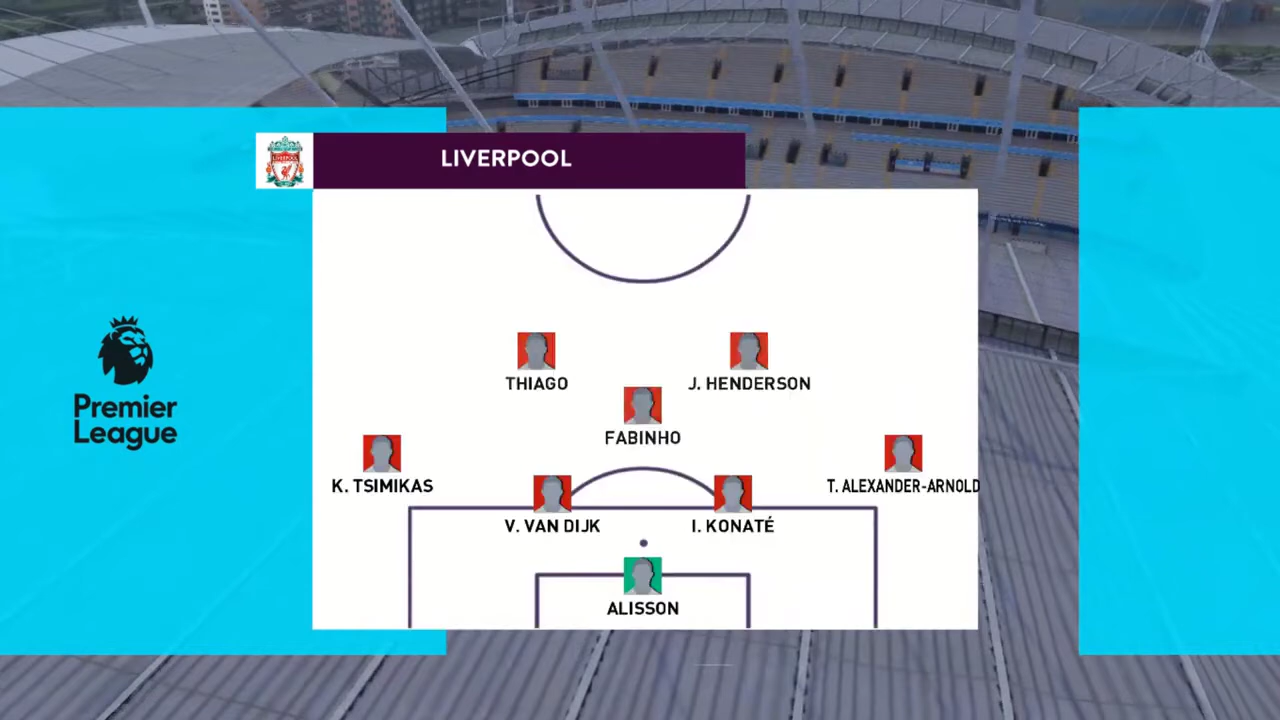 LIVERPOOL
THIAGO
J. HENDERSON
FABINHO
K. TSIMIKAS
T. ALEXANDER-ARNOLD
V. VAN DIJK
I. KONATÉ
ALISSON
Premier
League